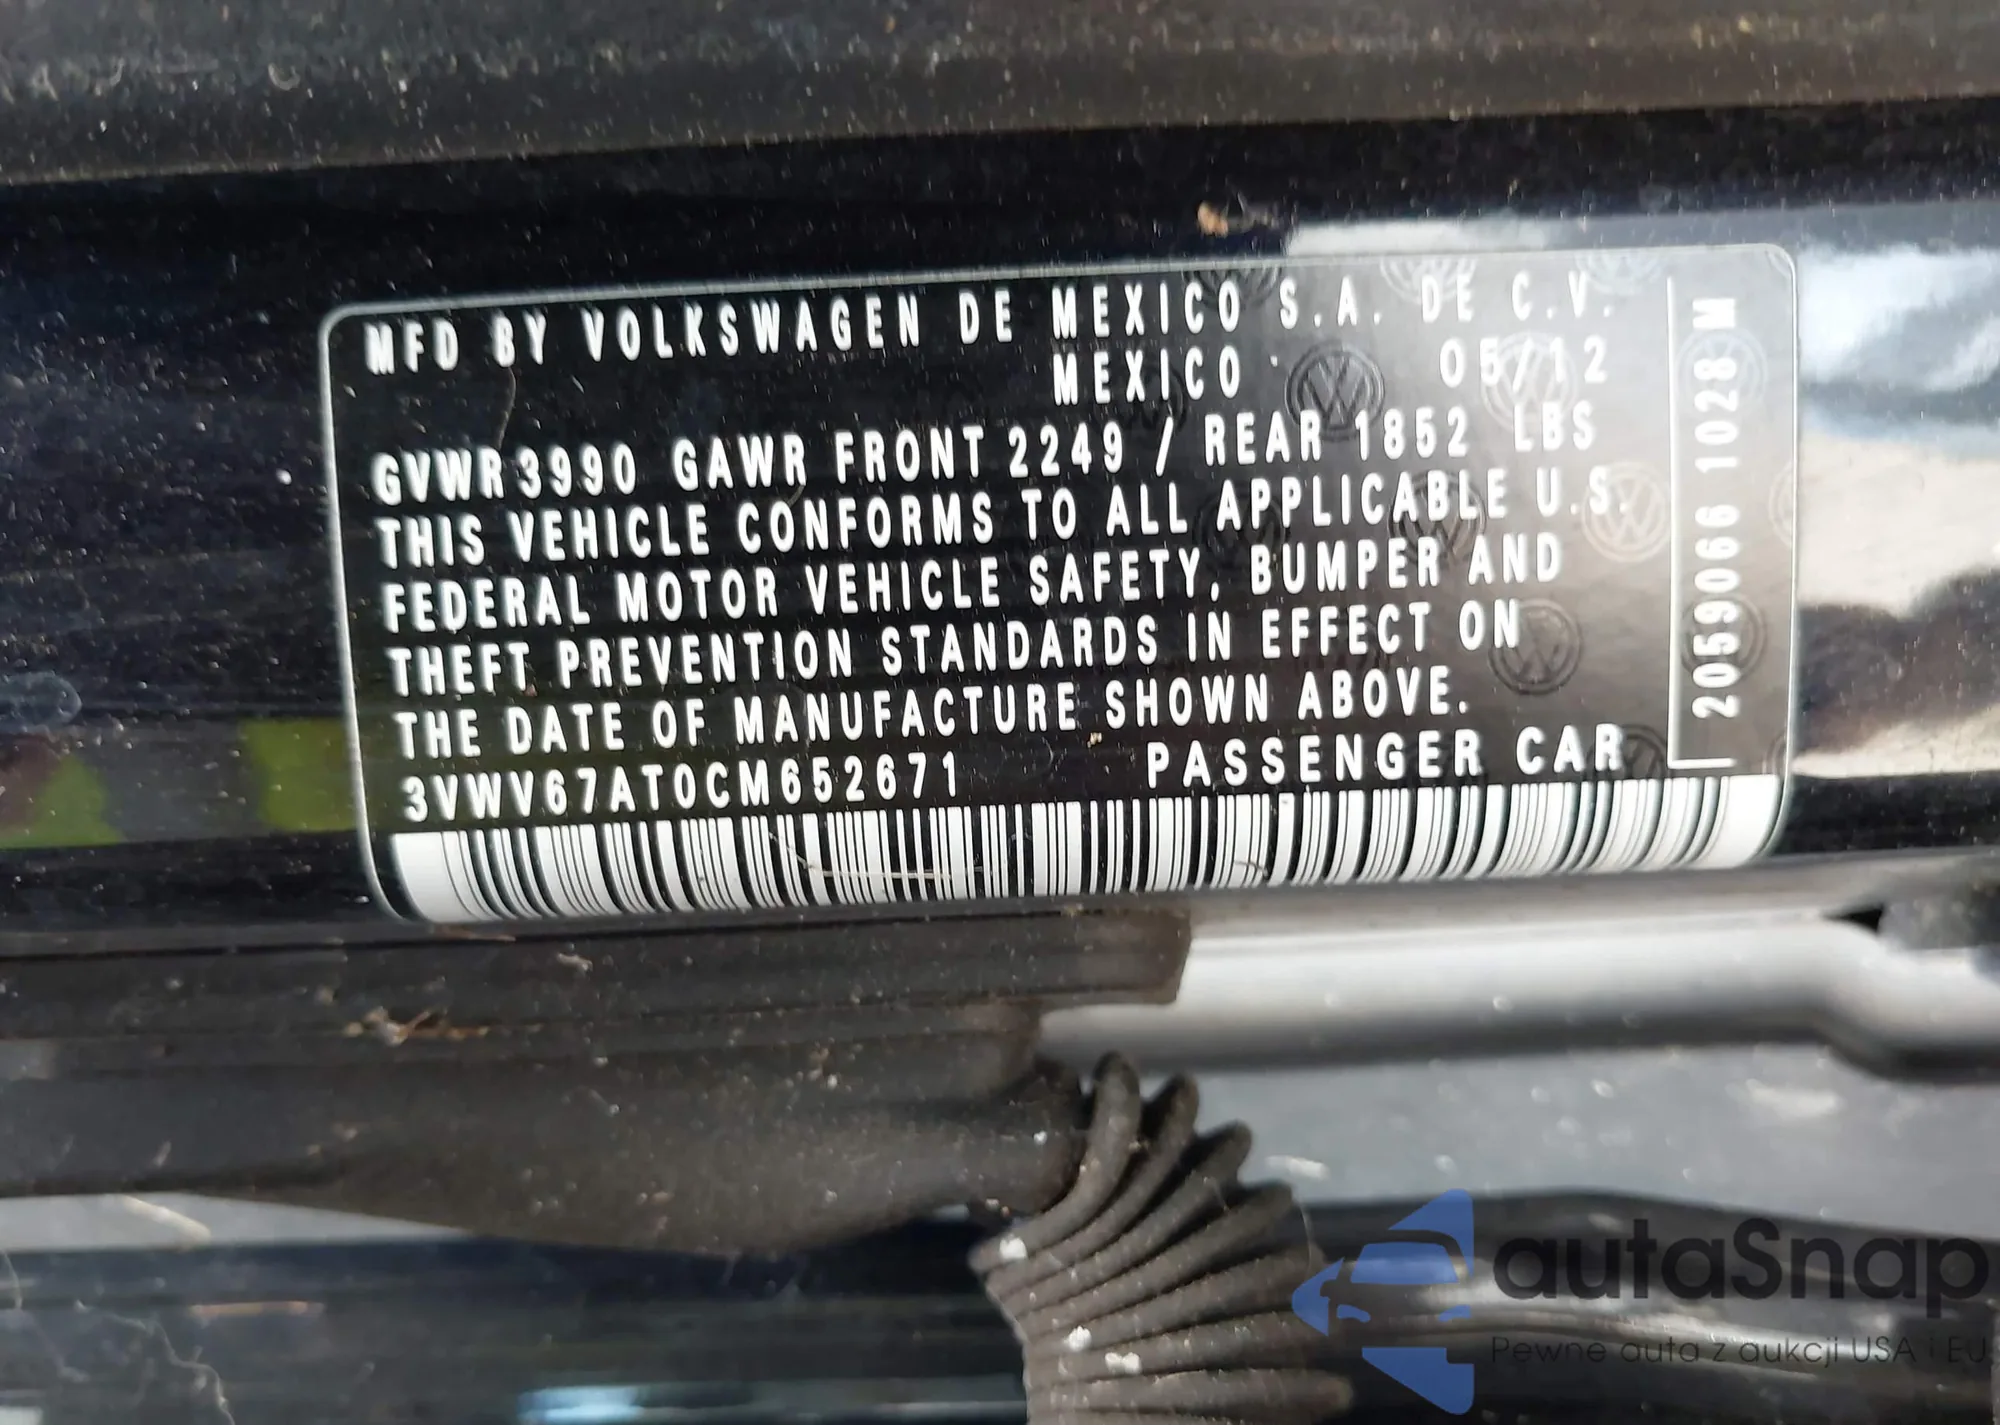 MFD BY VOLKSWAGEN DE MEXICO S.A. DE C.V.
MEXICO 05/12
GVWR 3990 GAWR FRONT 2249 / REAR 1852 LBS
THIS VEHICLE CONFORMS TO ALL APPLICABLE U.S.
FEDERAL MOTOR VEHICLE SAFETY, BUMPER AND
THEFT PREVENTION STANDARDS IN EFFECT ON
THE DATE OF MANUFACTURE SHOWN ABOVE.
3VWV67AT0CM652671 PASSENGER CAR
2059066 1028 M
autaSnap
Pewne auta z aukcji USA i EU